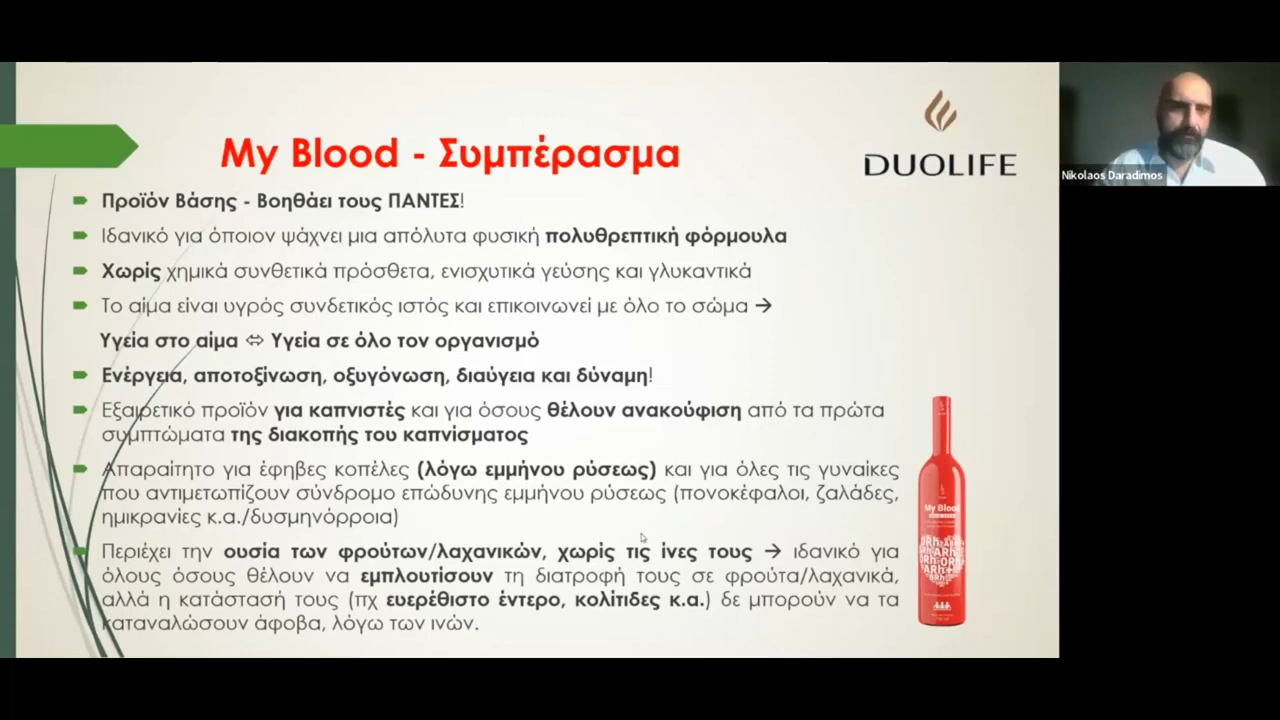 My Blood - Συμπέρασμα
DUOLIFE
Nikolaos Daradimos
Προϊόν Βάσης - Βοηθάει τους ΠΑΝΤΕΣ!
Ιδανικό για όποιον ψάχνει μια απόλυτα φυσική πολυθρεπτική φόρμουλα
Χωρίς χημικά συνθετικά πρόσθετα, ενισχυτικά γεύσης και γλυκαντικά
Το αίμα είναι υγρός συνδετικός ιστός και επικοινωνεί με όλο το σώμα →
Υγεία στο αίμα ⇔ Υγεία σε όλο τον οργανισμό
Ενέργεια, αποτοξίνωση, οξυγόνωση, διαύγεια και δύναμη!
Εξαιρετικό προϊόν για καπνιστές και για όσους θέλουν ανακούφιση από τα πρώτα
συμπτώματα της διακοπής του καπνίσματος
Απαραίτητο για έφηβες κοπέλες (λόγω εμμήνου ρύσεως) και για όλες τις γυναίκες
που αντιμετωπίζουν σύνδρομο επώδυνης εμμήνου ρύσεως (πονοκέφαλοι, ζαλάδες,
ημικρανίες κ.α./δυσμηνόρροια)
Περιέχει την ουσία των φρούτων/λαχανικών, χωρίς τις ίνες τους → ιδανικό για
όλους όσους θέλουν να εμπλουτίσουν τη διατροφή τους σε φρούτα/λαχανικά,
αλλά η κατάστασή τους (πχ ευερέθιστο έντερο, κολίτιδες κ.α.) δε μπορούν να τα
καταναλώσουν άφοβα, λόγω των ινών.
My Blood